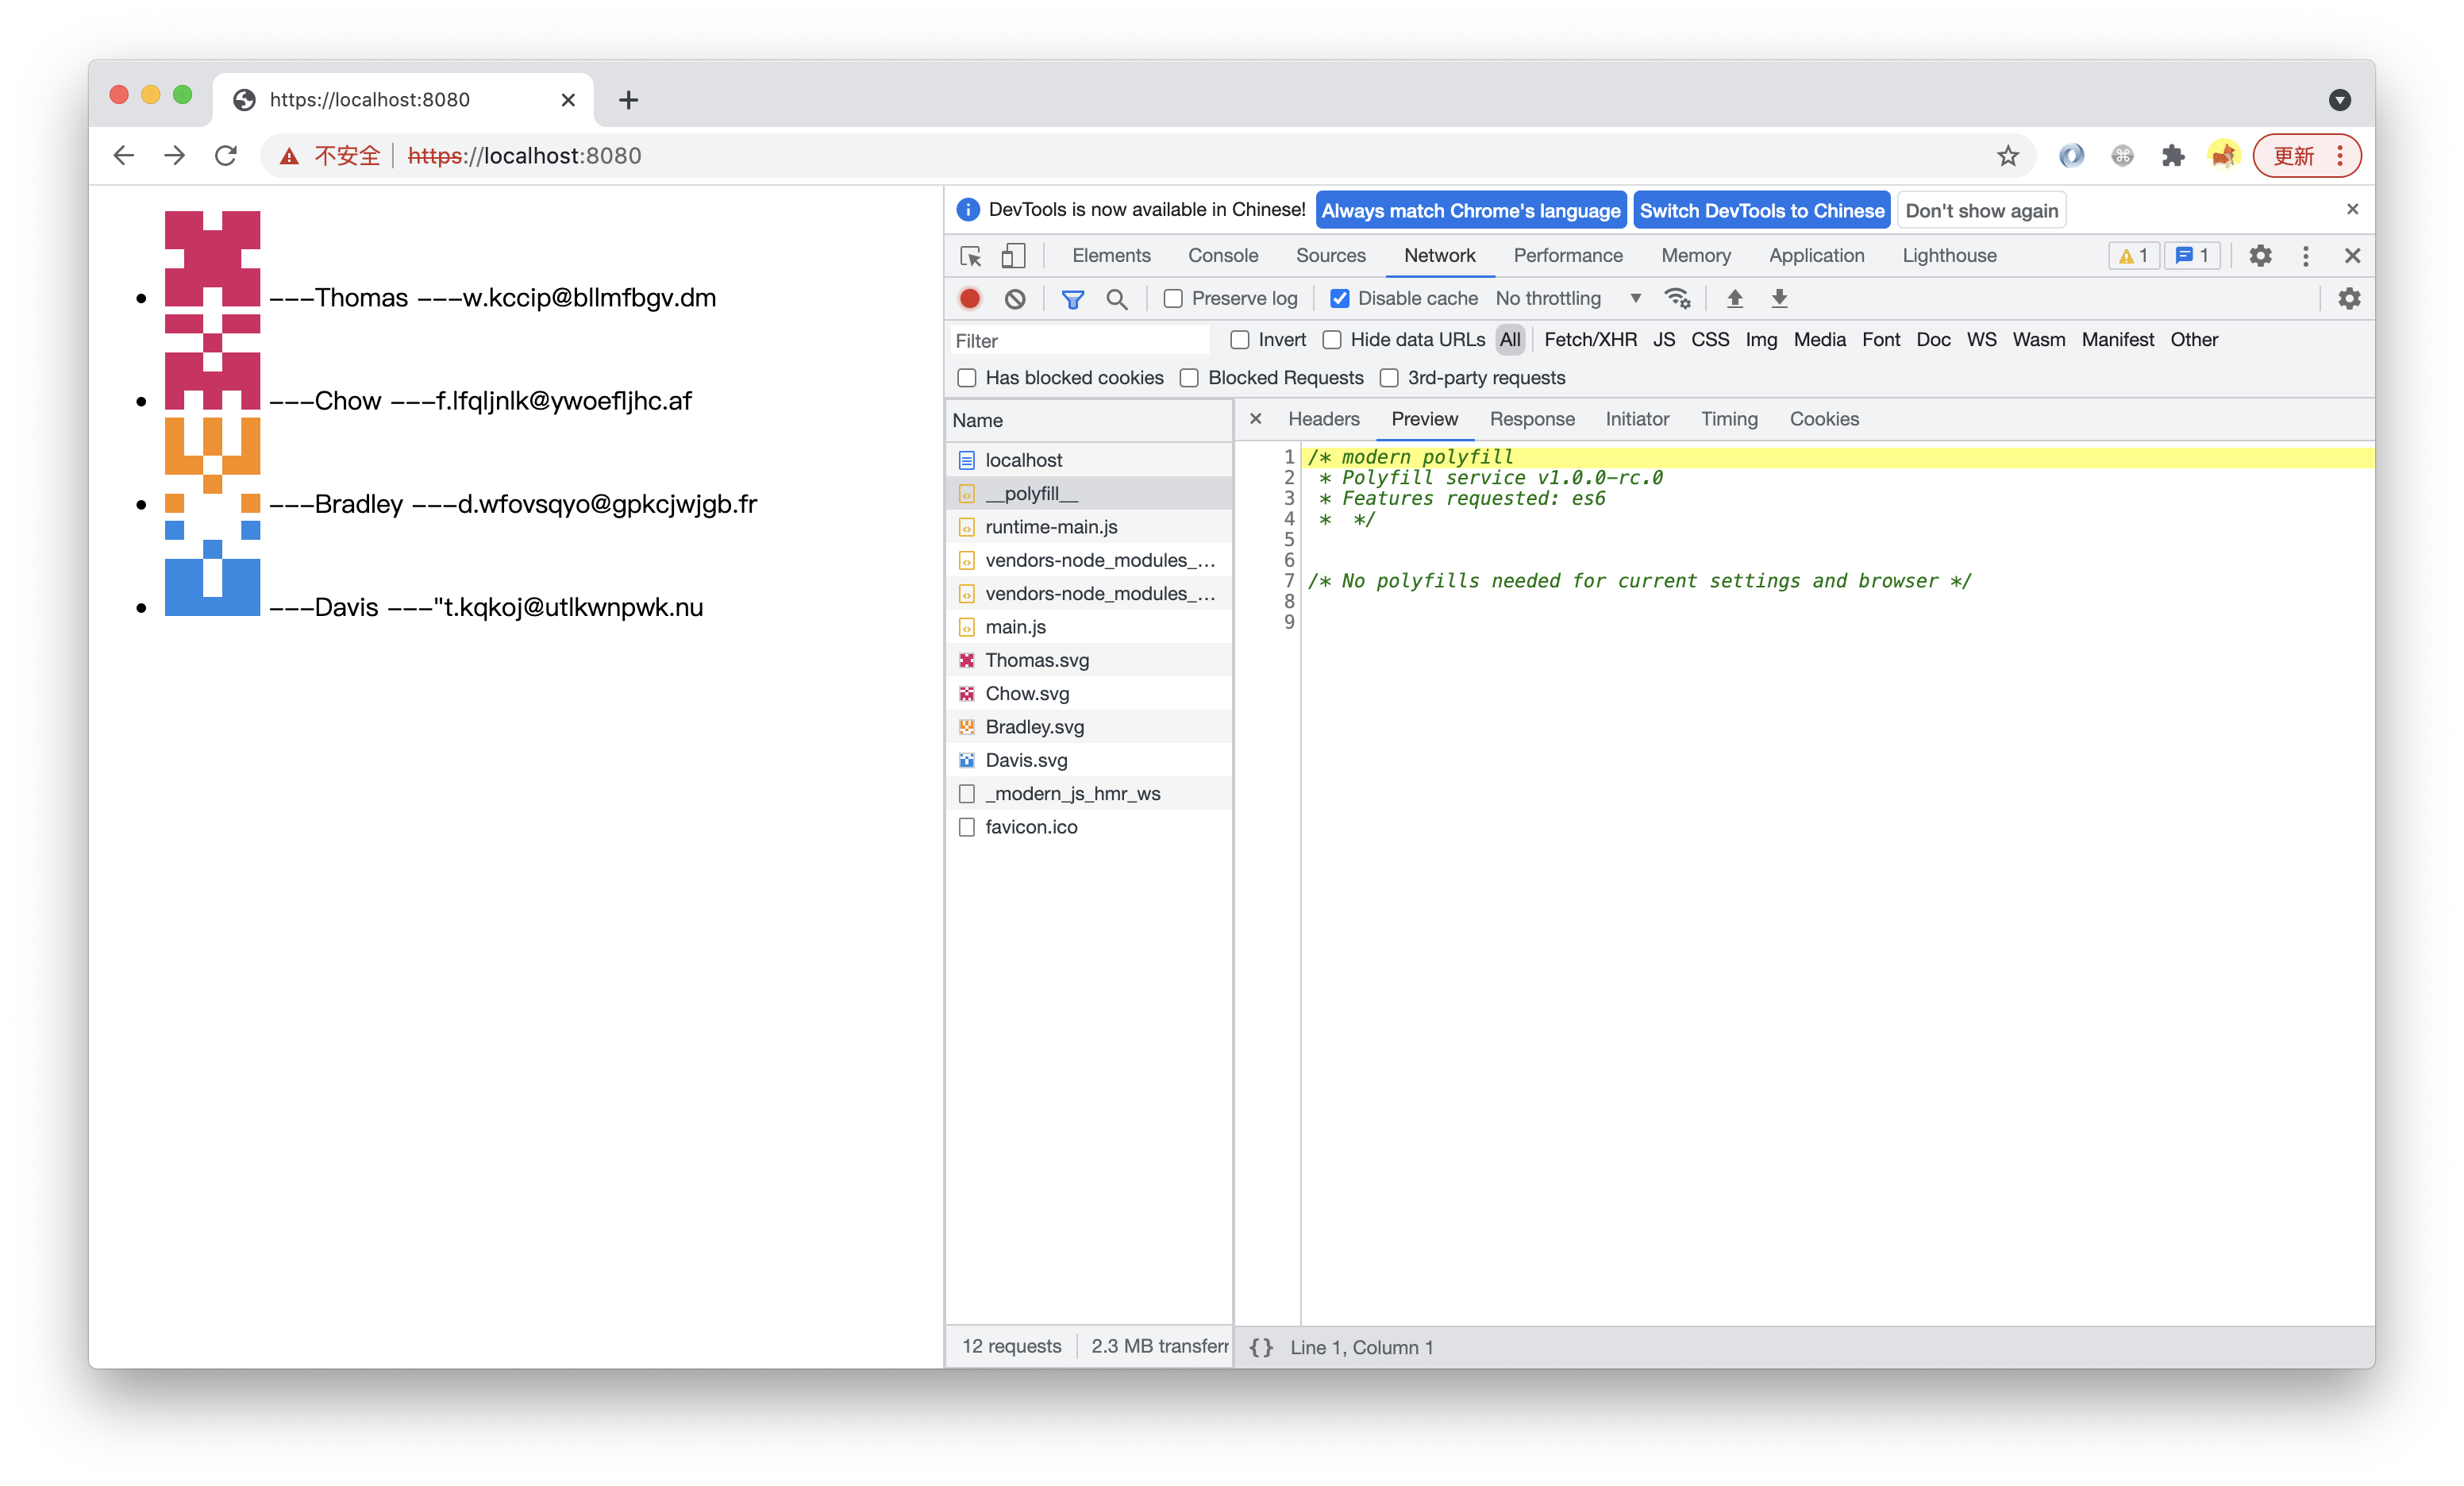 https://localhost:8080
不安全 https://localhost:8080 更新
---Thomas ---w.kccip@bllmfbgv.dm
---Chow ---f.lfqljnlk@ywoefljhc.af
---Bradley ---d.wfovsqyo@gpkcjwjgb.fr
---Davis ---"t.kqkoj@utlkwnpwk.nu
DevTools is now available in Chinese! Always match Chrome's language Switch DevTools to Chinese Don't show again
Elements Console Sources Network Performance Memory Application Lighthouse 1 1
Preserve log Disable cache No throttling
Filter Invert Hide data URLs All Fetch/XHR JS CSS Img Media Font Doc WS Wasm Manifest Other
Has blocked cookies Blocked Requests 3rd-party requests
Name
localhost
__polyfill__
runtime-main.js
vendors-node_modules_...
vendors-node_modules_...
main.js
Thomas.svg
Chow.svg
Bradley.svg
Davis.svg
_modern_js_hmr_ws
favicon.ico
12 requests 2.3 MB transferr
Headers Preview Response Initiator Timing Cookies
1 /* modern polyfill
2 * Polyfill service v1.0.0-rc.0
3 * Features requested: es6
4 * */
5
6
7 /* No polyfills needed for current settings and browser */
8
9
{} Line 1, Column 1